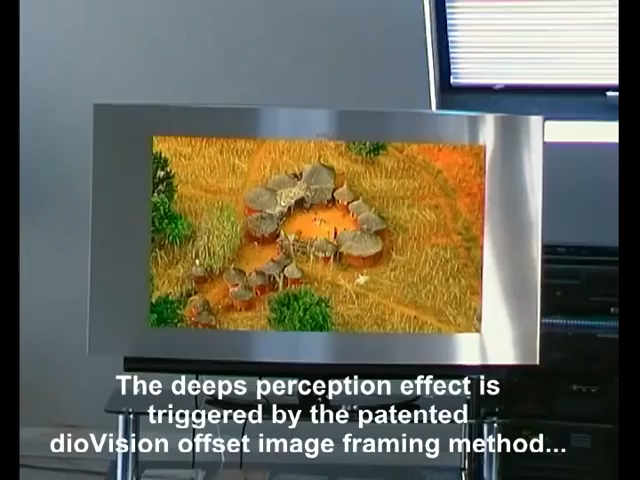 The deeps perception effect is
triggered by the patented
dioVision offset image framing method...